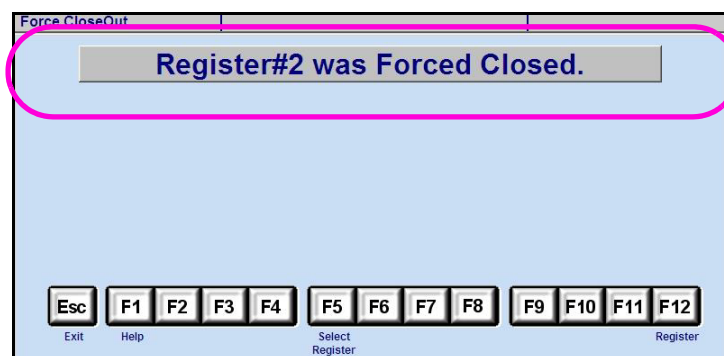 Force CloseOut
Register#2 was Forced Closed.
Esc F1 F2 F3 F4 F5 F6 F7 F8 F9 F10 F11 F12
Exit Help Select Register
Register